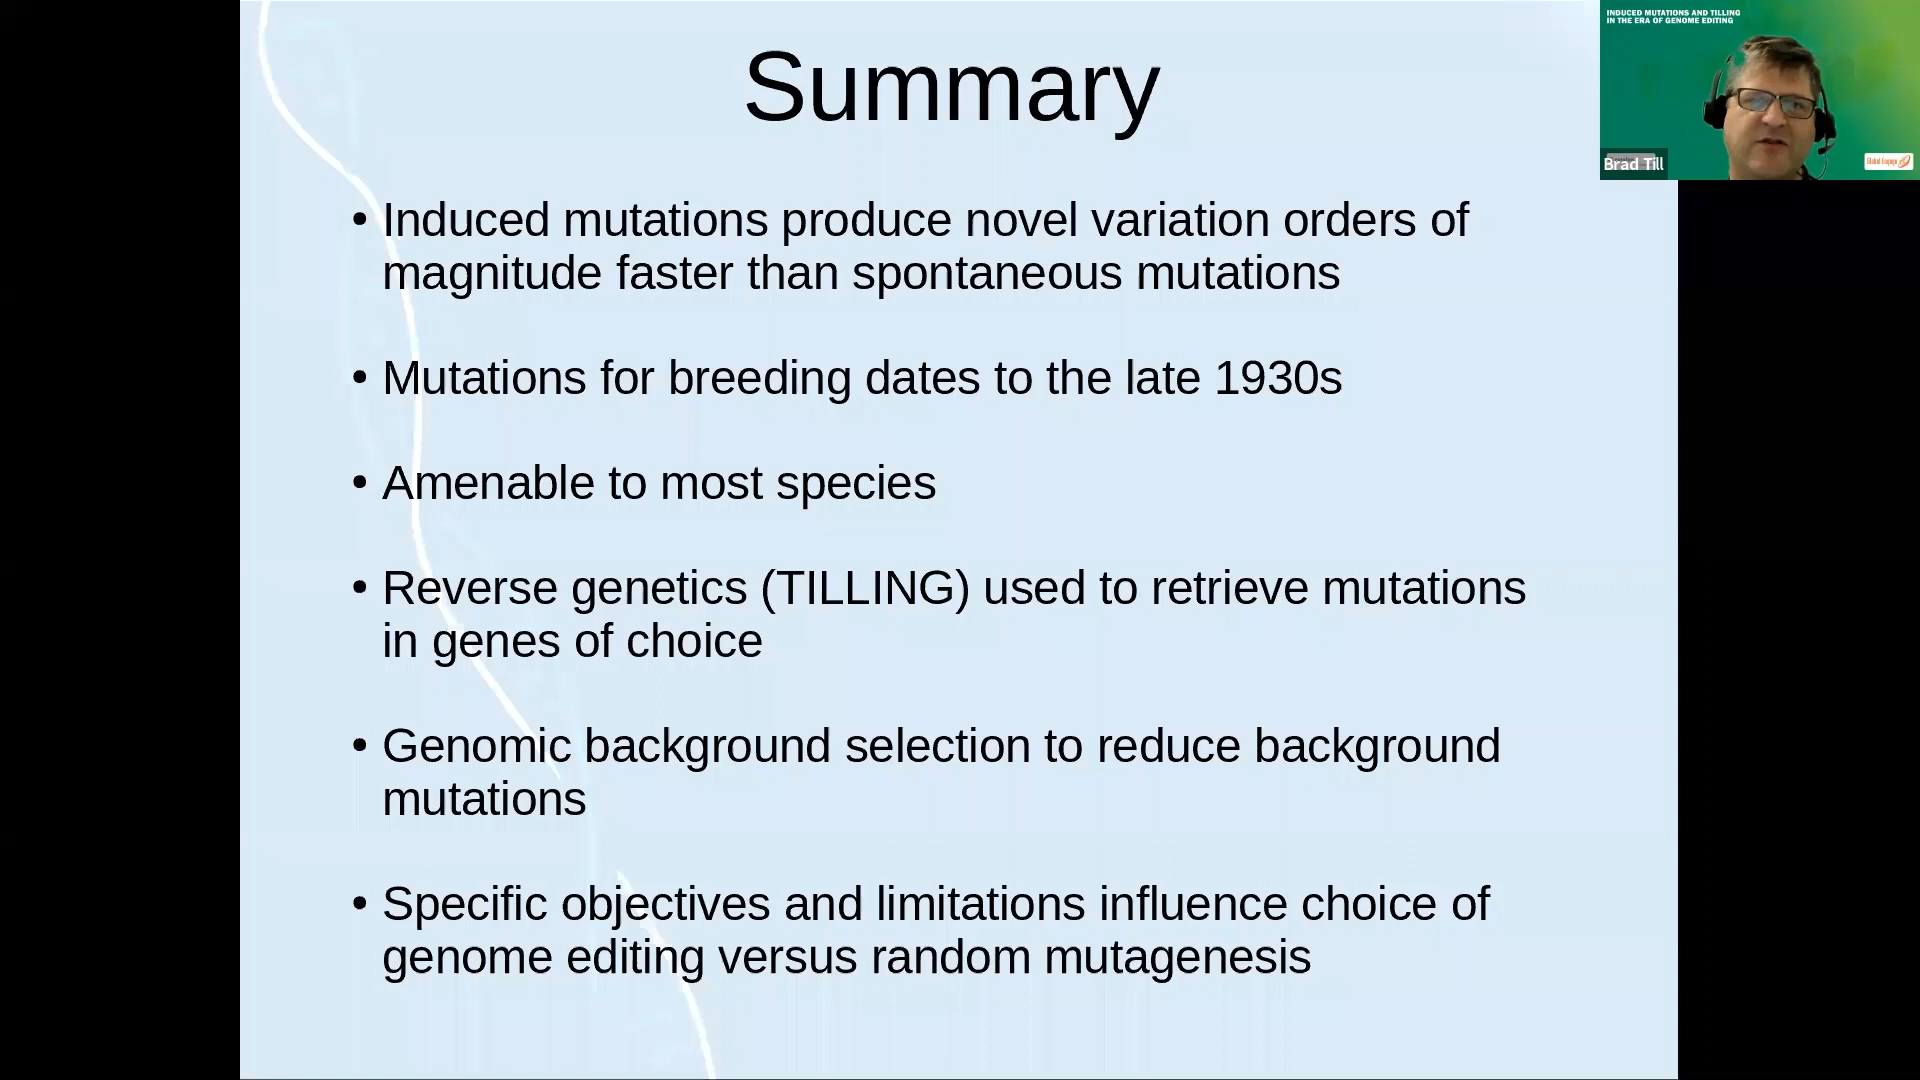 Summary
• Induced mutations produce novel variation orders of
magnitude faster than spontaneous mutations
• Mutations for breeding dates to the late 1930s
• Amenable to most species
• Reverse genetics (TILLING) used to retrieve mutations
in genes of choice
• Genomic background selection to reduce background
mutations
• Specific objectives and limitations influence choice of
genome editing versus random mutagenesis
INDUCED MUTATIONS AND TILLING
IN THE ERA OF GENOME EDITING
Brad Till
Global Engage